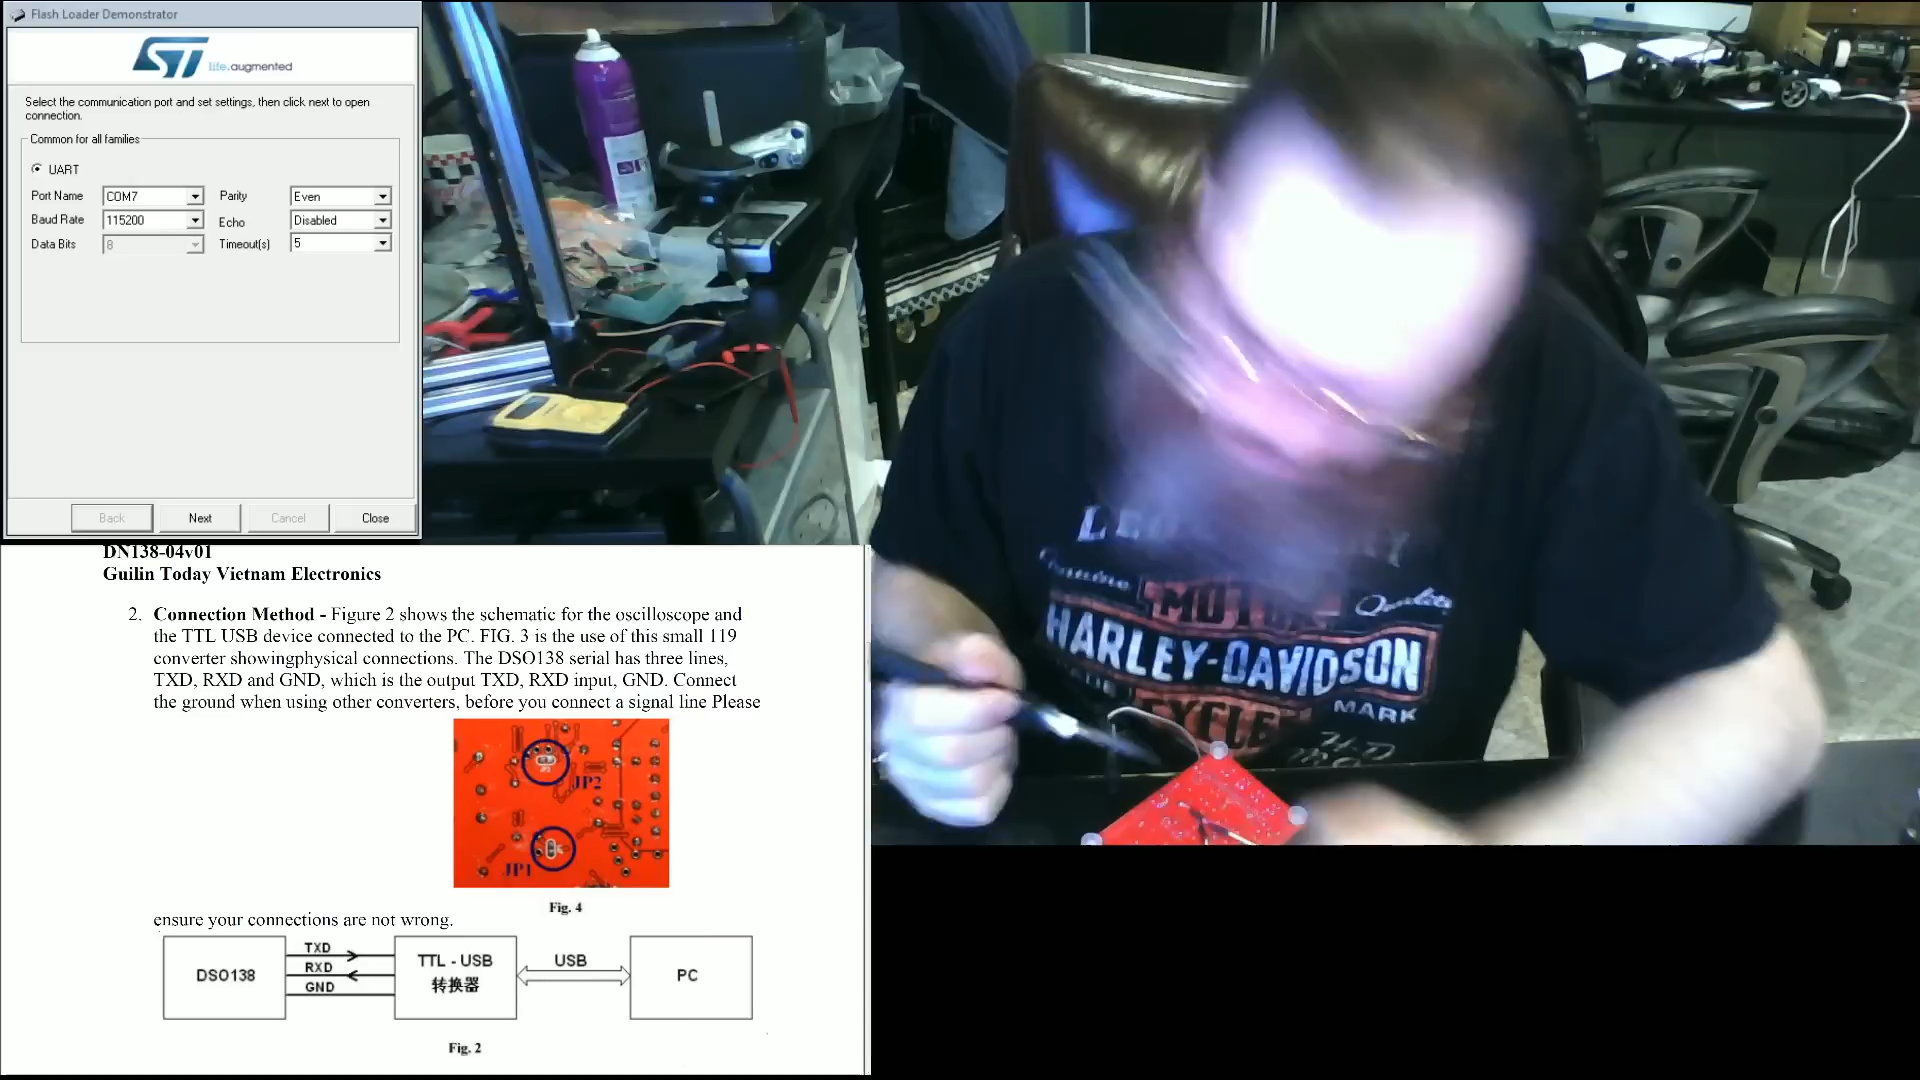 Flash Loader Demonstrator
ST life.augmented
Select the communication port and set settings, then click next to open
connection.
Common for all families
UART
Port Name COM7 Parity Even
Baud Rate 115200 Echo Disabled
Data Bits 8 Timeout(s) 5
Back Next Cancel Close
DN138-04v01
Guilin Today Vietnam Electronics
2. Connection Method - Figure 2 shows the schematic for the oscilloscope and
the TTL USB device connected to the PC. FIG. 3 is the use of this small 119
converter showingphysical connections. The DSO138 serial has three lines,
TXD, RXD and GND, which is the output TXD, RXD input, GND. Connect
the ground when using other converters, before you connect a signal line Please
JP2
JP1
Fig. 4
ensure your connections are not wrong.
DSO138
TXD
RXD
GND
TTL - USB
转换器
USB
PC
Fig. 2
Genuine Quality
MOTOR
HARLEY-DAVIDSON
MARK
CYCLE